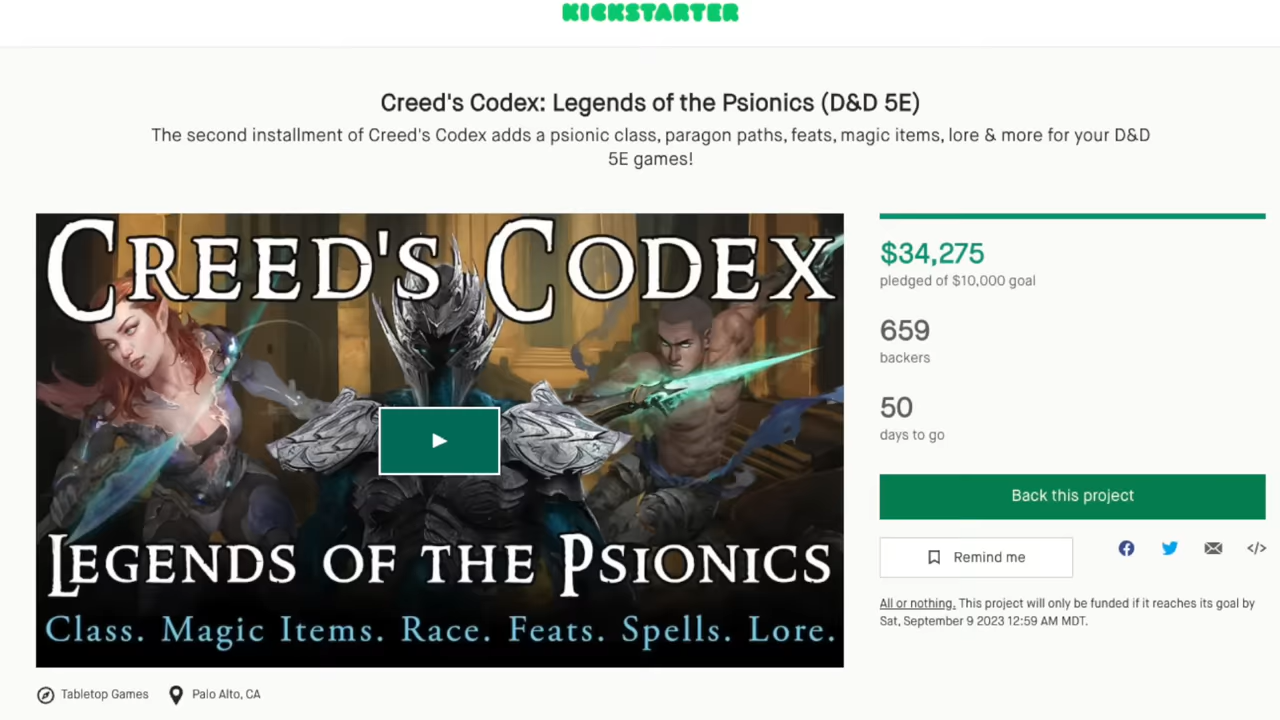 KICKSTARTER
Creed's Codex: Legends of the Psionics (D&D 5E)
The second installment of Creed's Codex adds a psionic class, paragon paths, feats, magic items, lore & more for your D&D
5E games!
CREED'S CODEX
LEGENDS OF THE PSIONICS
Class. Magic Items. Race. Feats. Spells. Lore.
Tabletop Games
Palo Alto, CA
$34,275
pledged of $10,000 goal
659
backers
50
days to go
Back this project
Remind me
All or nothing. This project will only be funded if it reaches its goal by
Sat, September 9 2023 12:59 AM MDT.